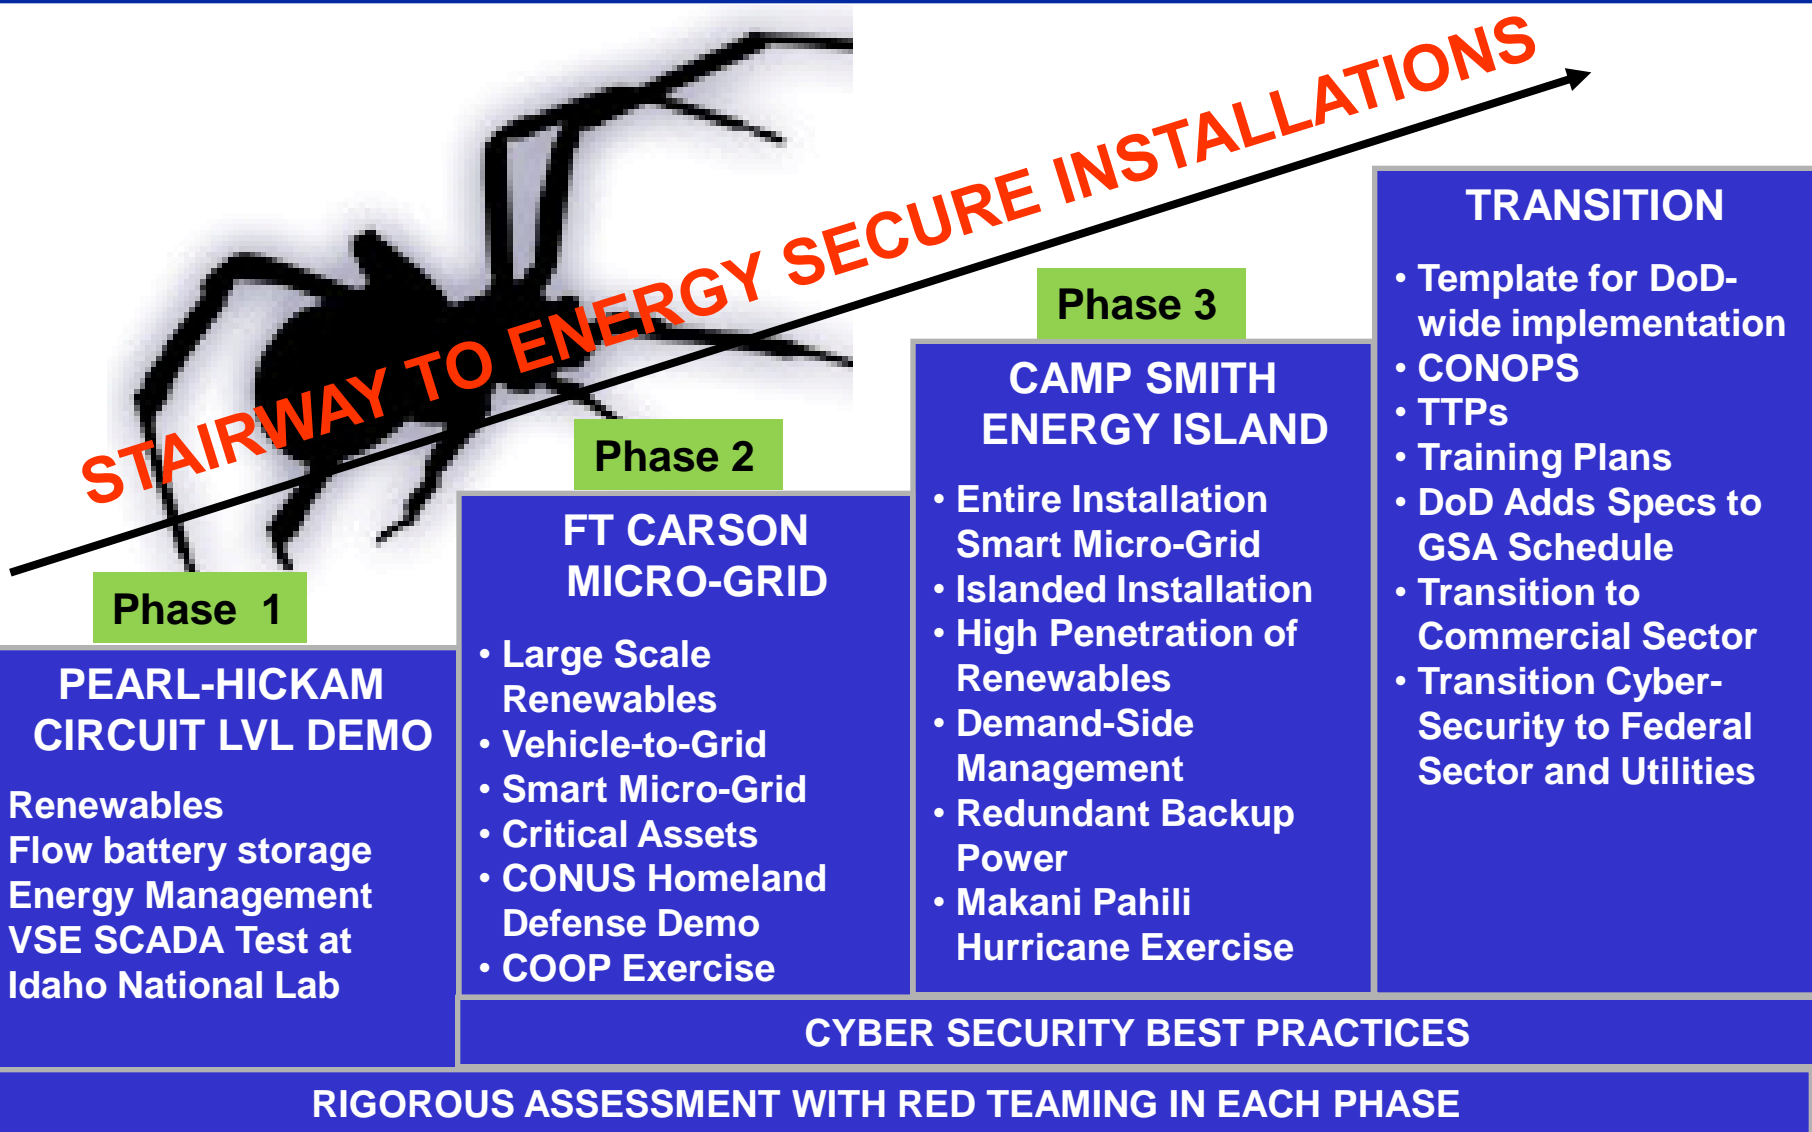 STAIRWAY TO ENERGY SECURE INSTALLATIONS
Phase 1
PEARL-HICKAM
CIRCUIT LVL DEMO
Renewables
Flow battery storage
Energy Management
VSE SCADA Test at
Idaho National Lab
Phase 2
FT CARSON
MICRO-GRID
• Large Scale
Renewables
• Vehicle-to-Grid
• Smart Micro-Grid
• Critical Assets
• CONUS Homeland
Defense Demo
• COOP Exercise
Phase 3
CAMP SMITH
ENERGY ISLAND
• Entire Installation
Smart Micro-Grid
• Islanded Installation
• High Penetration of
Renewables
• Demand-Side
Management
• Redundant Backup
Power
• Makani Pahili
Hurricane Exercise
TRANSITION
• Template for DoD-
wide implementation
• CONOPS
• TTPs
• Training Plans
• DoD Adds Specs to
GSA Schedule
• Transition to
Commercial Sector
• Transition Cyber-
Security to Federal
Sector and Utilities
CYBER SECURITY BEST PRACTICES
RIGOROUS ASSESSMENT WITH RED TEAMING IN EACH PHASE